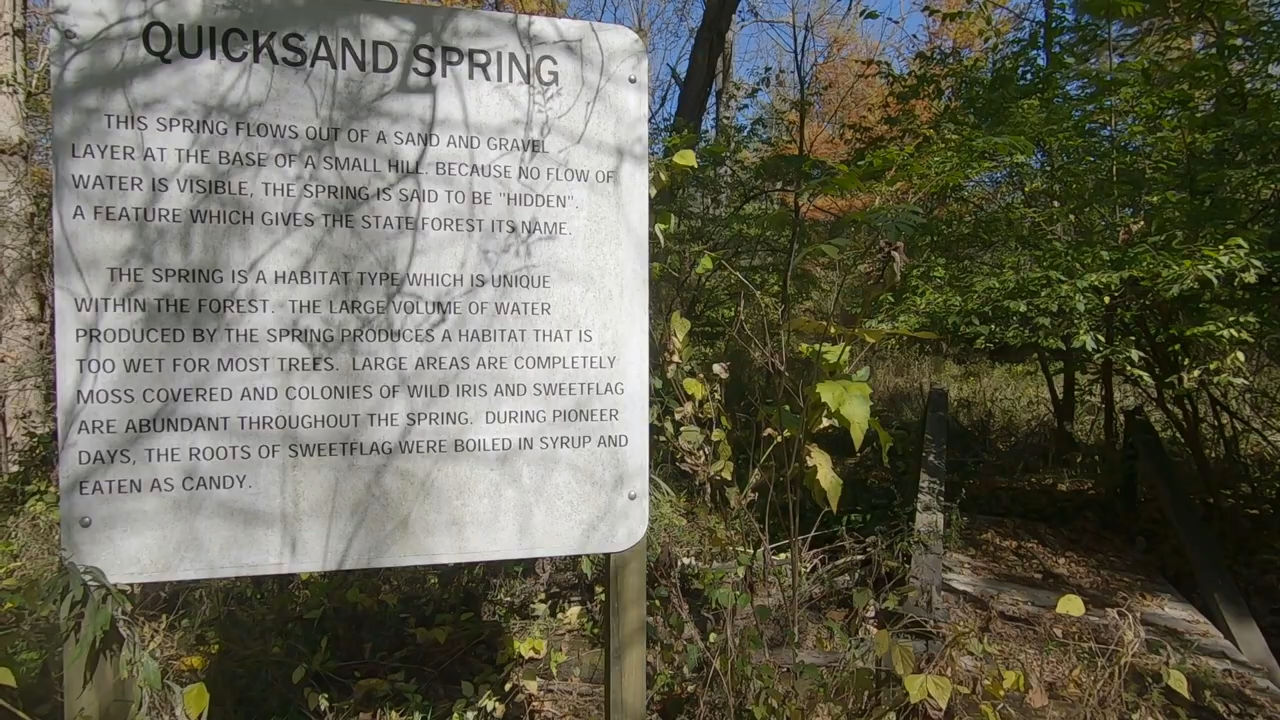 QUICKSAND SPRING
THIS SPRING FLOWS OUT OF A SAND AND GRAVEL
LAYER AT THE BASE OF A SMALL HILL. BECAUSE NO FLOW OF
WATER IS VISIBLE, THE SPRING IS SAID TO BE "HIDDEN".
A FEATURE WHICH GIVES THE STATE FOREST ITS NAME.
THE SPRING IS A HABITAT TYPE WHICH IS UNIQUE
WITHIN THE FOREST. THE LARGE VOLUME OF WATER
PRODUCED BY THE SPRING PRODUCES A HABITAT THAT IS
TOO WET FOR MOST TREES. LARGE AREAS ARE COMPLETELY
MOSS COVERED AND COLONIES OF WILD IRIS AND SWEETFLAG
ARE ABUNDANT THROUGHOUT THE SPRING. DURING PIONEER
DAYS, THE ROOTS OF SWEETFLAG WERE BOILED IN SYRUP AND
EATEN AS CANDY.